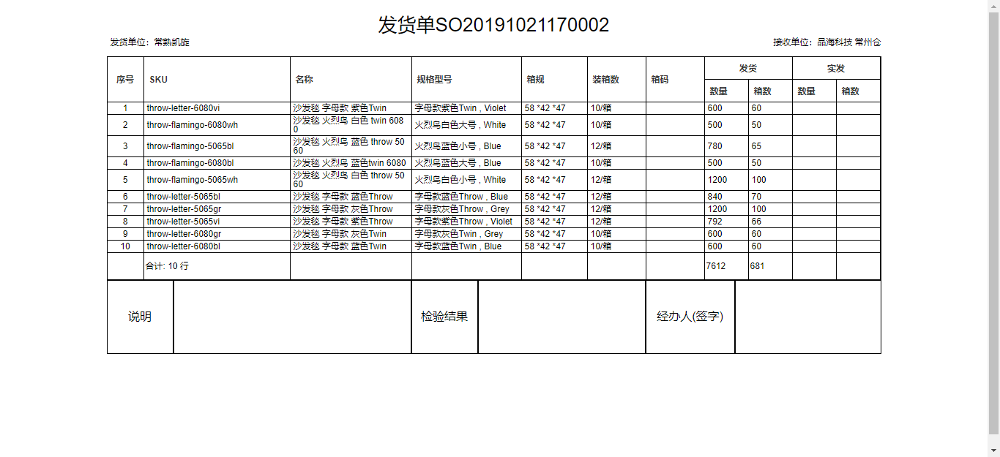 发货单SO20191021170002
发货单位：常熟凯旋 接收单位：品海科技 常州仓
序号 SKU 名称 规格型号 箱规 装箱数 箱码 发货 实发
数量 箱数 数量 箱数
1 throw-letter-6080vi 沙发毯 字母款 紫色Twin 字母款紫色Twin , Violet 58 *42 *47 10/箱 600 60
2 throw-flamingo-6080wh 沙发毯 火烈鸟 白色 twin 608
0 火烈鸟白色大号 , White 58 *42 *47 10/箱 500 50
3 throw-flamingo-5065bl 沙发毯 火烈鸟 蓝色 throw 50
60 火烈鸟蓝色小号 , Blue 58 *42 *47 12/箱 780 65
4 throw-flamingo-6080bl 沙发毯 火烈鸟 蓝色twin 6080 火烈鸟蓝色大号 , Blue 58 *42 *47 10/箱 500 50
5 throw-flamingo-5065wh 沙发毯 火烈鸟 白色 throw 50
60 火烈鸟白色小号 , White 58 *42 *47 12/箱 1200 100
6 throw-letter-5065bl 沙发毯 字母款 蓝色Throw 字母款蓝色Throw , Blue 58 *42 *47 12/箱 840 70
7 throw-letter-5065gr 沙发毯 字母款 灰色Throw 字母款灰色Throw , Grey 58 *42 *47 12/箱 1200 100
8 throw-letter-5065vi 沙发毯 字母款 紫色Throw 字母款紫色Throw , Violet 58 *42 *47 12/箱 792 66
9 throw-letter-6080gr 沙发毯 字母款 灰色Twin 字母款灰色Twin , Grey 58 *42 *47 10/箱 600 60
10 throw-letter-6080bl 沙发毯 字母款 蓝色Twin 字母款蓝色Twin , Blue 58 *42 *47 10/箱 600 60
合计: 10 行 7612 681
说明 检验结果 经办人(签字)